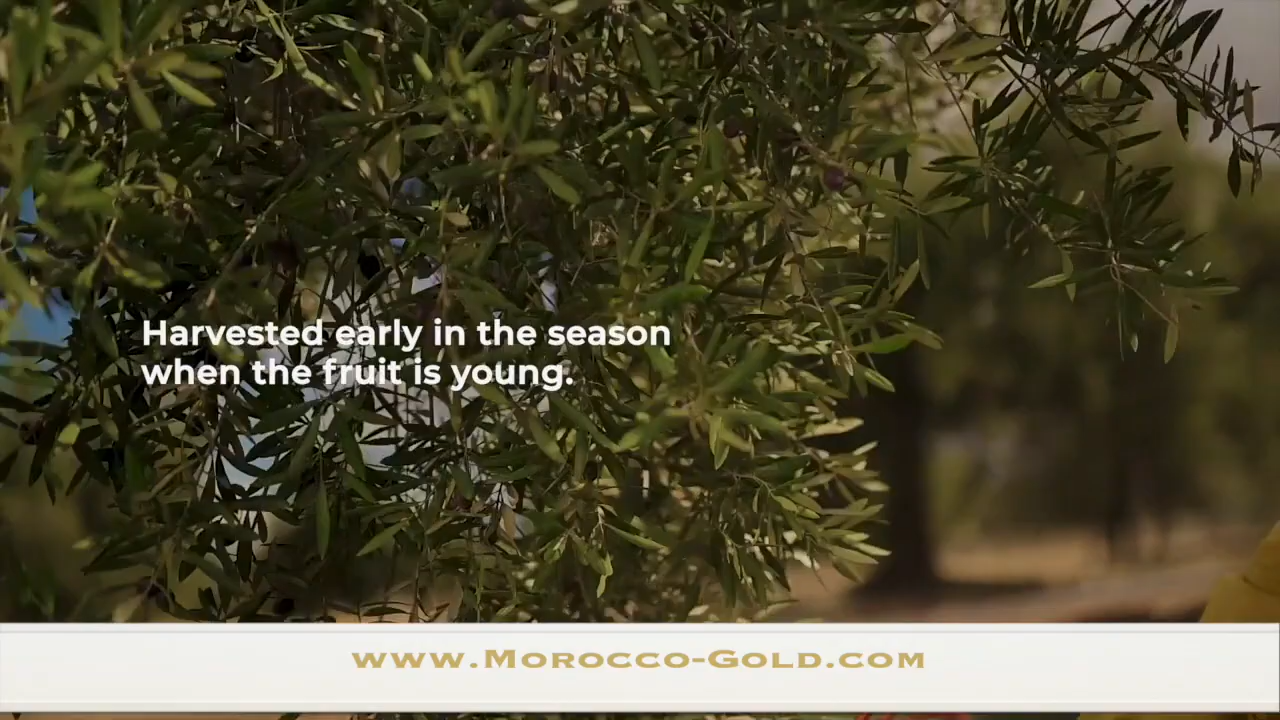 Harvested early in the season
when the fruit is young.
www.Morocco-Gold.com